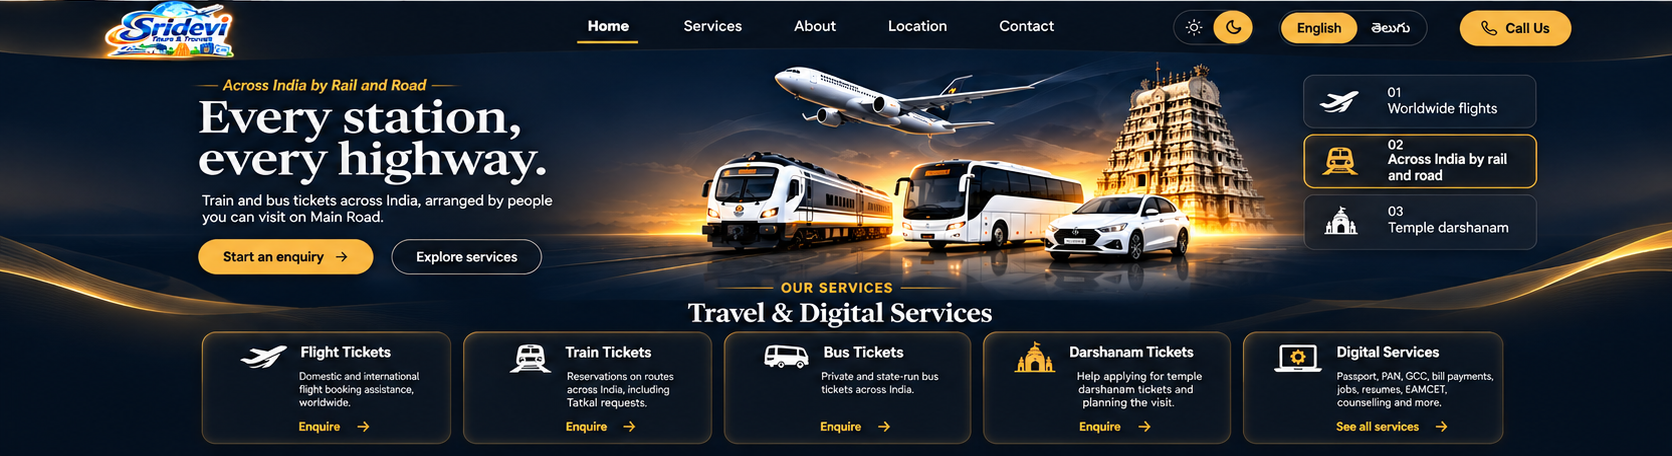 Sridevi
Tours & Travels
Home
Services
About
Location
Contact
English
తెలుగు
Call Us
Across India by Rail and Road
Every station,
every highway.
Train and bus tickets across India, arranged by people
you can visit on Main Road.
Start an enquiry
Explore services
01
Worldwide flights
02
Across India by rail
and road
03
Temple darshanam
OUR SERVICES
Travel & Digital Services
Flight Tickets
Domestic and international
flight booking assistance,
worldwide.
Enquire
Train Tickets
Reservations on routes
across India, including
Tatkal requests.
Enquire
Bus Tickets
Private and state-run bus
tickets across India.
Enquire
Darshanam Tickets
Help applying for temple
darshanam tickets and
planning the visit.
Enquire
Digital Services
Passport, PAN, GCC, bill payments,
jobs, resumes, EAMCET,
counselling and more.
See all services